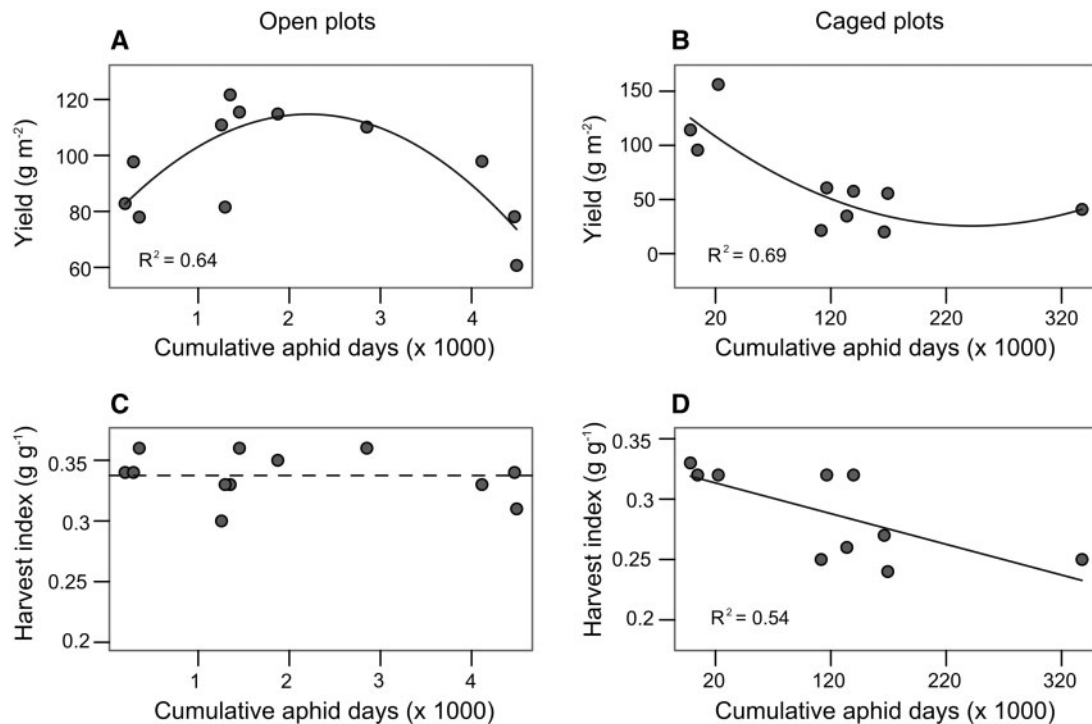 Open plots
Caged plots
A
B
Yield (g m⁻²)
120
100
80
60
R² = 0.64
1 2 3 4
Cumulative aphid days (x 1000)
Yield (g m⁻²)
150
100
50
0
R² = 0.69
20 120 220 320
Cumulative aphid days (x 1000)
C
D
Harvest index (g g⁻¹)
0.35
0.3
0.25
0.2
1 2 3 4
Cumulative aphid days (x 1000)
Harvest index (g g⁻¹)
0.35
0.3
0.25
0.2
R² = 0.54
20 120 220 320
Cumulative aphid days (x 1000)